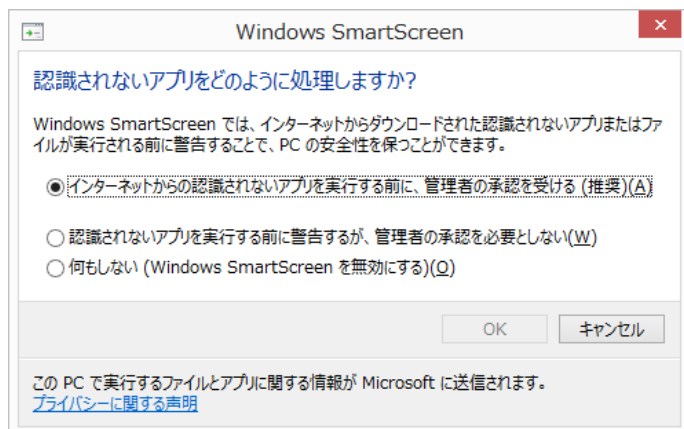 Windows SmartScreen
認識されないアプリをどのように処理しますか?
Windows SmartScreen では、インターネットからダウンロードされた認識されないアプリまたはファ
イルが実行される前に警告することで、PC の安全性を保つことができます。
インターネットからの認識されないアプリを実行する前に、管理者の承認を受ける (推奨)(A)
認識されないアプリを実行する前に警告するが、管理者の承認を必要としない(W)
何もしない (Windows SmartScreen を無効にする)(O)
OK キャンセル
この PC で実行するファイルとアプリに関する情報が Microsoft に送信されます。
プライバシーに関する声明